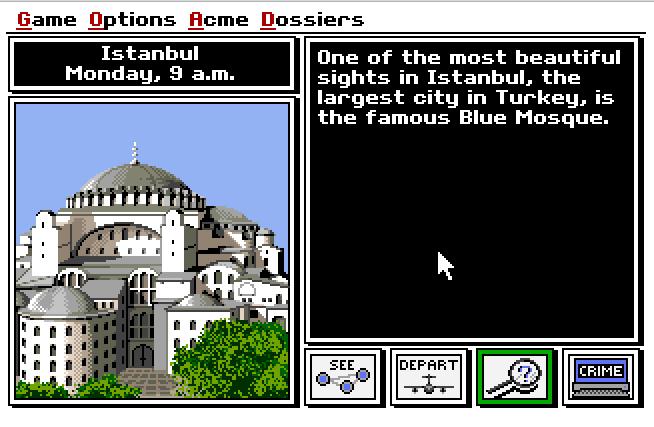 Game Options Acme Dossiers
Istanbul
Monday, 9 a.m.
One of the most beautiful
sights in Istanbul, the
largest city in Turkey, is
the famous Blue Mosque.
SEE
DEPART
?
CRIME